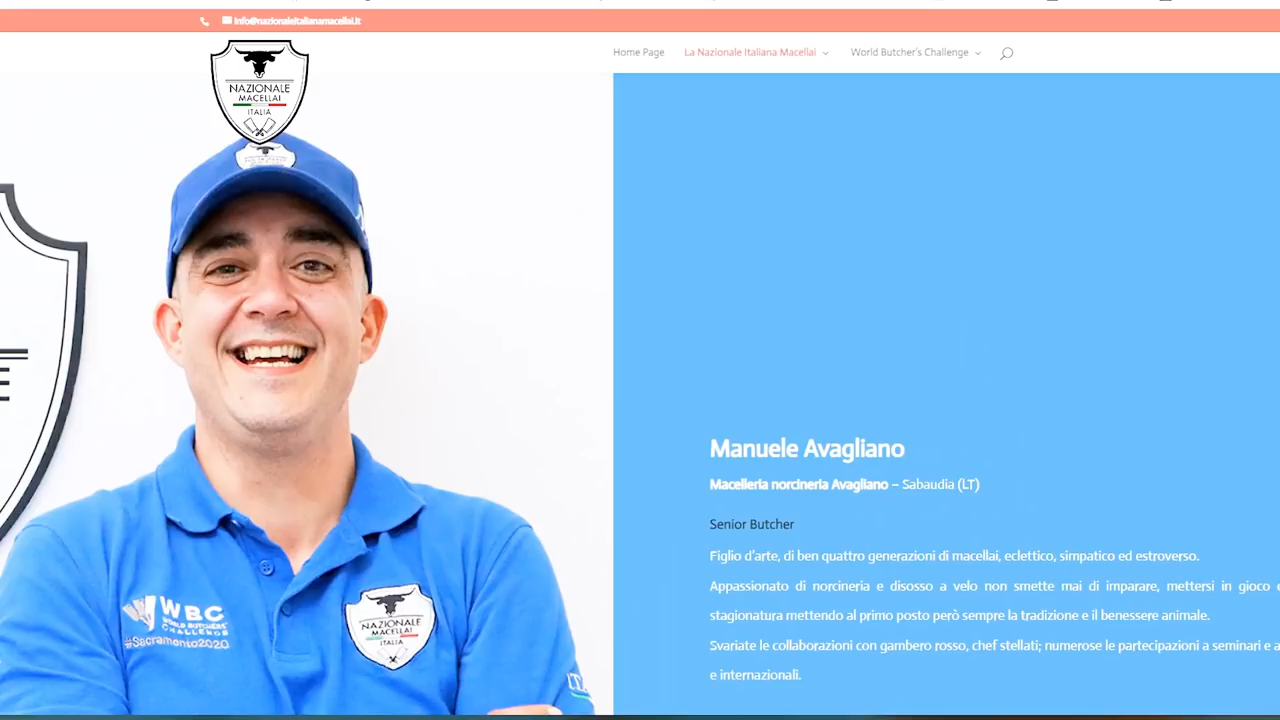 info@nazionaleitalianamacellai.it
Home Page
La Nazionale Italiana Macellai
World Butcher's Challenge
NAZIONALE
MACELLAI
ITALIA
Manuele Avagliano
Macelleria norcineria Avagliano – Sabaudia (LT)
Senior Butcher
Figlio d'arte, di ben quattro generazioni di macellai, eclettico, simpatico ed estroverso.
Appassionato di norcineria e disosso a velo non smette mai di imparare, mettersi in gioco
stagionatura mettendo al primo posto però sempre la tradizione e il benessere animale.
Svariate le collaborazioni con gambero rosso, chef stellati; numerose le partecipazioni a seminari e
e internazionali.
WBC
WORLD BUTCHERS'
CHALLENGE
#Sacramento2020
NAZIONALE
MACELLAI
ITALIA